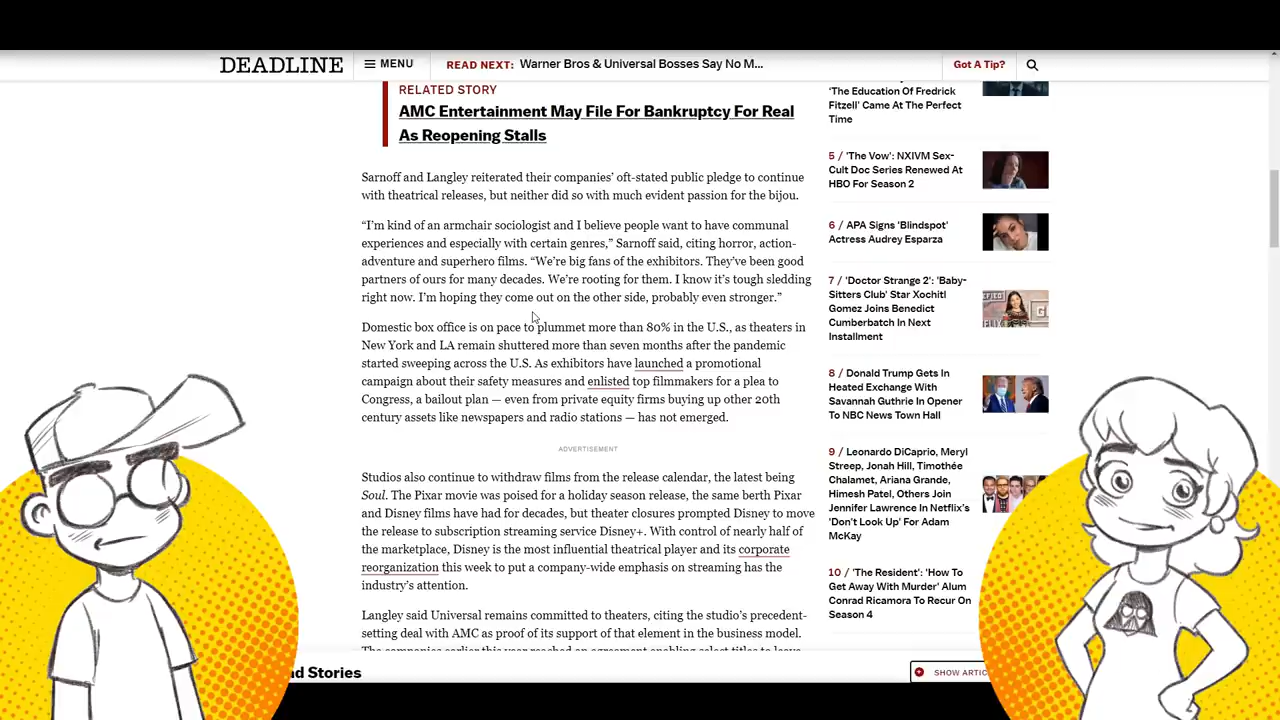 DEADLINE
MENU
READ NEXT: Warner Bros & Universal Bosses Say No M...
Got A Tip?
RELATED STORY
AMC Entertainment May File For Bankruptcy For Real
As Reopening Stalls
Sarnoff and Langley reiterated their companies’ oft-stated public pledge to continue
with theatrical releases, but neither did so with much evident passion for the bijou.
“I’m kind of an armchair sociologist and I believe people want to have communal
experiences and especially with certain genres,” Sarnoff said, citing horror, action-
adventure and superhero films. “We’re big fans of the exhibitors. They’ve been good
partners of ours for many decades. We’re rooting for them. I know it’s tough sledding
right now. I’m hoping they come out on the other side, probably even stronger.”
Domestic box office is on pace to plummet more than 80% in the U.S., as theaters in
New York and LA remain shuttered more than seven months after the pandemic
started sweeping across the U.S. As exhibitors have launched a promotional
campaign about their safety measures and enlisted top filmmakers for a plea to
Congress, a bailout plan — even from private equity firms buying up other 20th
century assets like newspapers and radio stations — has not emerged.
ADVERTISEMENT
Studios also continue to withdraw films from the release calendar, the latest being
Soul. The Pixar movie was poised for a holiday season release, the same berth Pixar
and Disney films have had for decades, but theater closures prompted Disney to move
the release to subscription streaming service Disney+. With control of nearly half of
the marketplace, Disney is the most influential theatrical player and its corporate
reorganization this week to put a company-wide emphasis on streaming has the
industry’s attention.
Langley said Universal remains committed to theaters, citing the studio’s precedent-
setting deal with AMC as proof of its support of that element in the business model.
The companies earlier this year reached an agreement enabling select titles to leave
‘The Education Of Fredrick
Fitzell’ Came At The Perfect
Time
5 / ‘The Vow’: NXIVM Sex-
Cult Doc Series Renewed At
HBO For Season 2
6 / APA Signs ‘Blindspot’
Actress Audrey Esparza
7 / ‘Doctor Strange 2’: ‘Baby-
Sitters Club’ Star Xochitl
Gomez Joins Benedict
Cumberbatch In Next
Installment
8 / Donald Trump Gets In
Heated Exchange With
Savannah Guthrie In Opener
To NBC News Town Hall
9 / Leonardo DiCaprio, Meryl
Streep, Jonah Hill, Timothée
Chalamet, Ariana Grande,
Himesh Patel, Others Join
Jennifer Lawrence In Netflix’s
‘Don’t Look Up’ For Adam
McKay
10 / ‘The Resident’: ‘How To
Get Away With Murder’ Alum
Conrad Ricamora To Recur On
Season 4
nd Stories
SHOW ARTIC